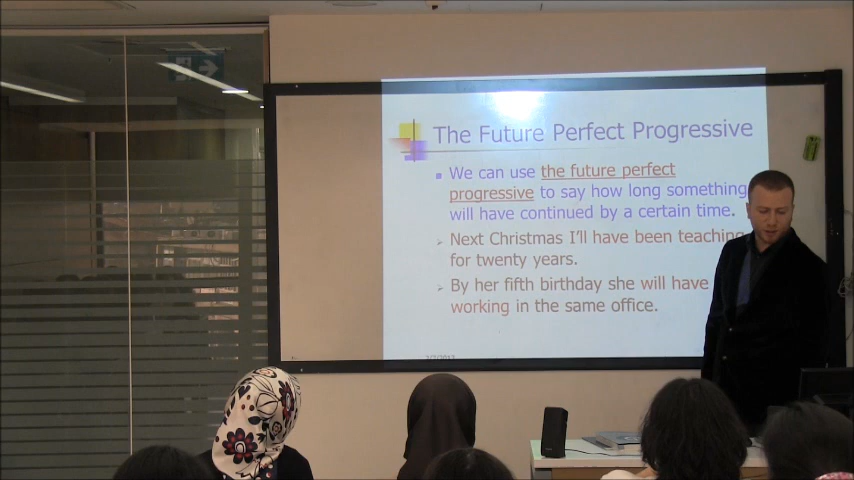 The Future Perfect Progressive
We can use the future perfect
progressive to say how long something
will have continued by a certain time.
Next Christmas I'll have been teaching
for twenty years.
By her fifth birthday she will have
working in the same office.